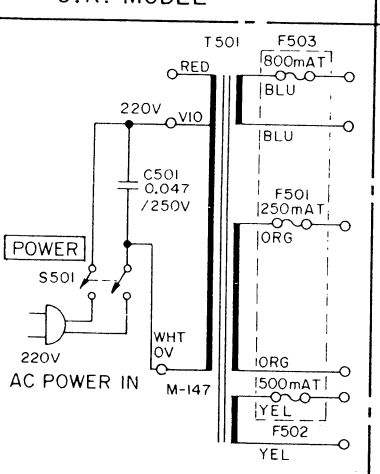 T501
F503
RED
800mAT
BLU
220V
VIO
BLU
C501
0.047
/250V
F501
250mAT
ORG
POWER
S501
WHT
0V
220V
AC POWER IN
M-147
ORG
500mAT
YEL
F502
YEL